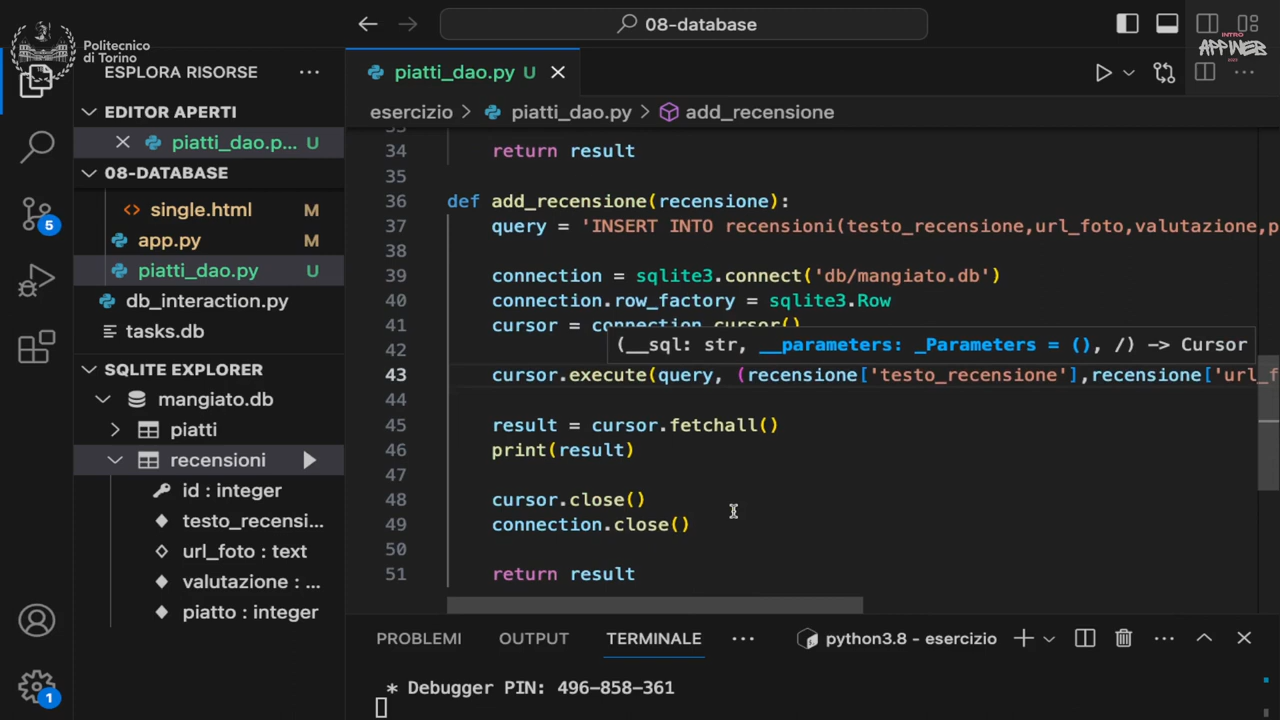 08-database
Politecnico
di Torino
INTRO
APPWEB
ESPLORA RISORSE
EDITOR APERTI
piatti_dao.p... U
08-DATABASE
single.html M
app.py M
piatti_dao.py U
db_interaction.py
tasks.db
SQLITE EXPLORER
mangiato.db
piatti
recensioni
id : integer
testo_recensi...
url_foto : text
valutazione : ...
piatto : integer
1
5
piatti_dao.py U
esercizio > piatti_dao.py > add_recensione
34 return result
35
36 def add_recensione(recensione):
37 query = 'INSERT INTO recensioni(testo_recensione,url_foto,valutazione,p
38
39 connection = sqlite3.connect('db/mangiato.db')
40 connection.row_factory = sqlite3.Row
41 cursor = connection.cursor()
(__sql: str, __parameters: _Parameters = (), /) -> Cursor
42
43 cursor.execute(query, (recensione['testo_recensione'],recensione['url_f
44
45 result = cursor.fetchall()
46 print(result)
47
48 cursor.close()
49 connection.close()
50
51 return result
PROBLEMI OUTPUT TERMINALE ... python3.8 - esercizio
* Debugger PIN: 496-858-361